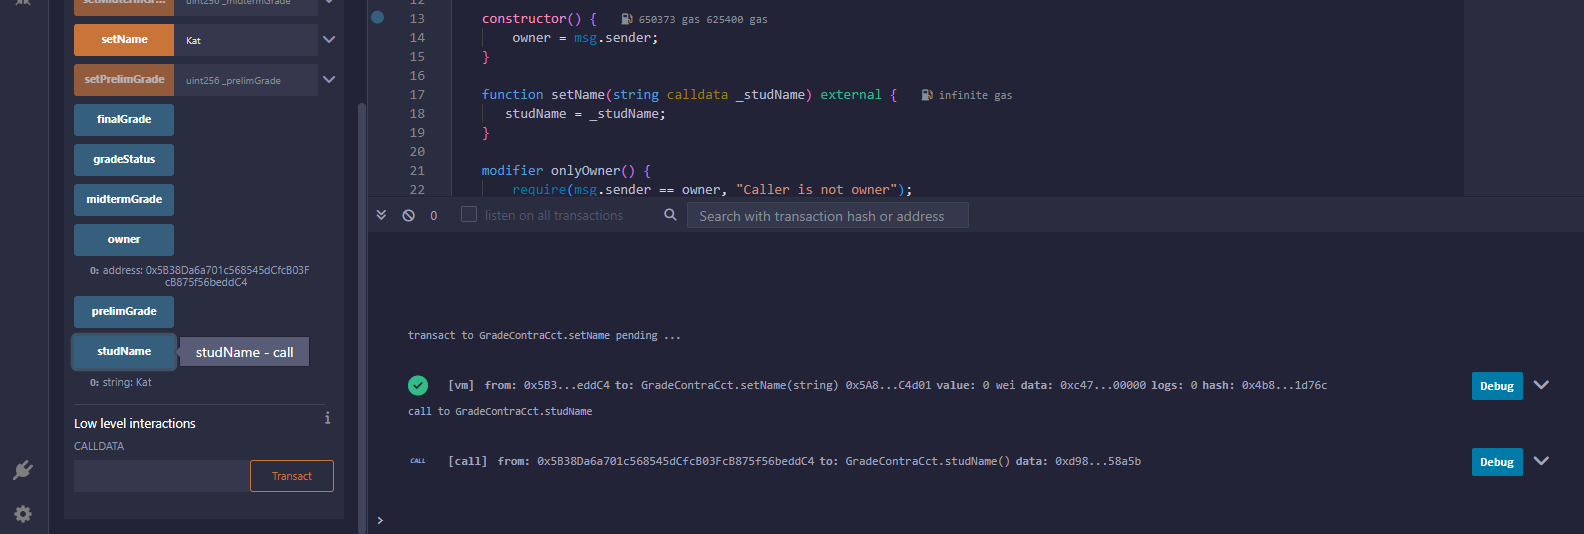 setMidtermGr...
uint256 _midtermGrade
setName
Kat
setPrelimGrade
uint256 _prelimGrade
finalGrade
gradeStatus
midtermGrade
owner
0: address: 0x5B38Da6a701c568545dCfcB03F
cB875f56beddC4
prelimGrade
studName
studName - call
0: string: Kat
Low level interactions
i
CALLDATA
Transact
12
13 constructor() { 650373 gas 625400 gas
14 owner = msg.sender;
15 }
16
17 function setName(string calldata _studName) external { infinite gas
18 studName = _studName;
19 }
20
21 modifier onlyOwner() {
22 require(msg.sender == owner, "Caller is not owner");
0 listen on all transactions Search with transaction hash or address
transact to GradeContraCct.setName pending ...
[vm] from: 0x5B3...eddC4 to: GradeContraCct.setName(string) 0x5A8...C4d01 value: 0 wei data: 0xc47...00000 logs: 0 hash: 0x4b8...1d76c Debug
call to GradeContraCct.studName
CALL [call] from: 0x5B38Da6a701c568545dCfcB03FcB875f56beddC4 to: GradeContraCct.studName() data: 0xd98...58a5b Debug
>